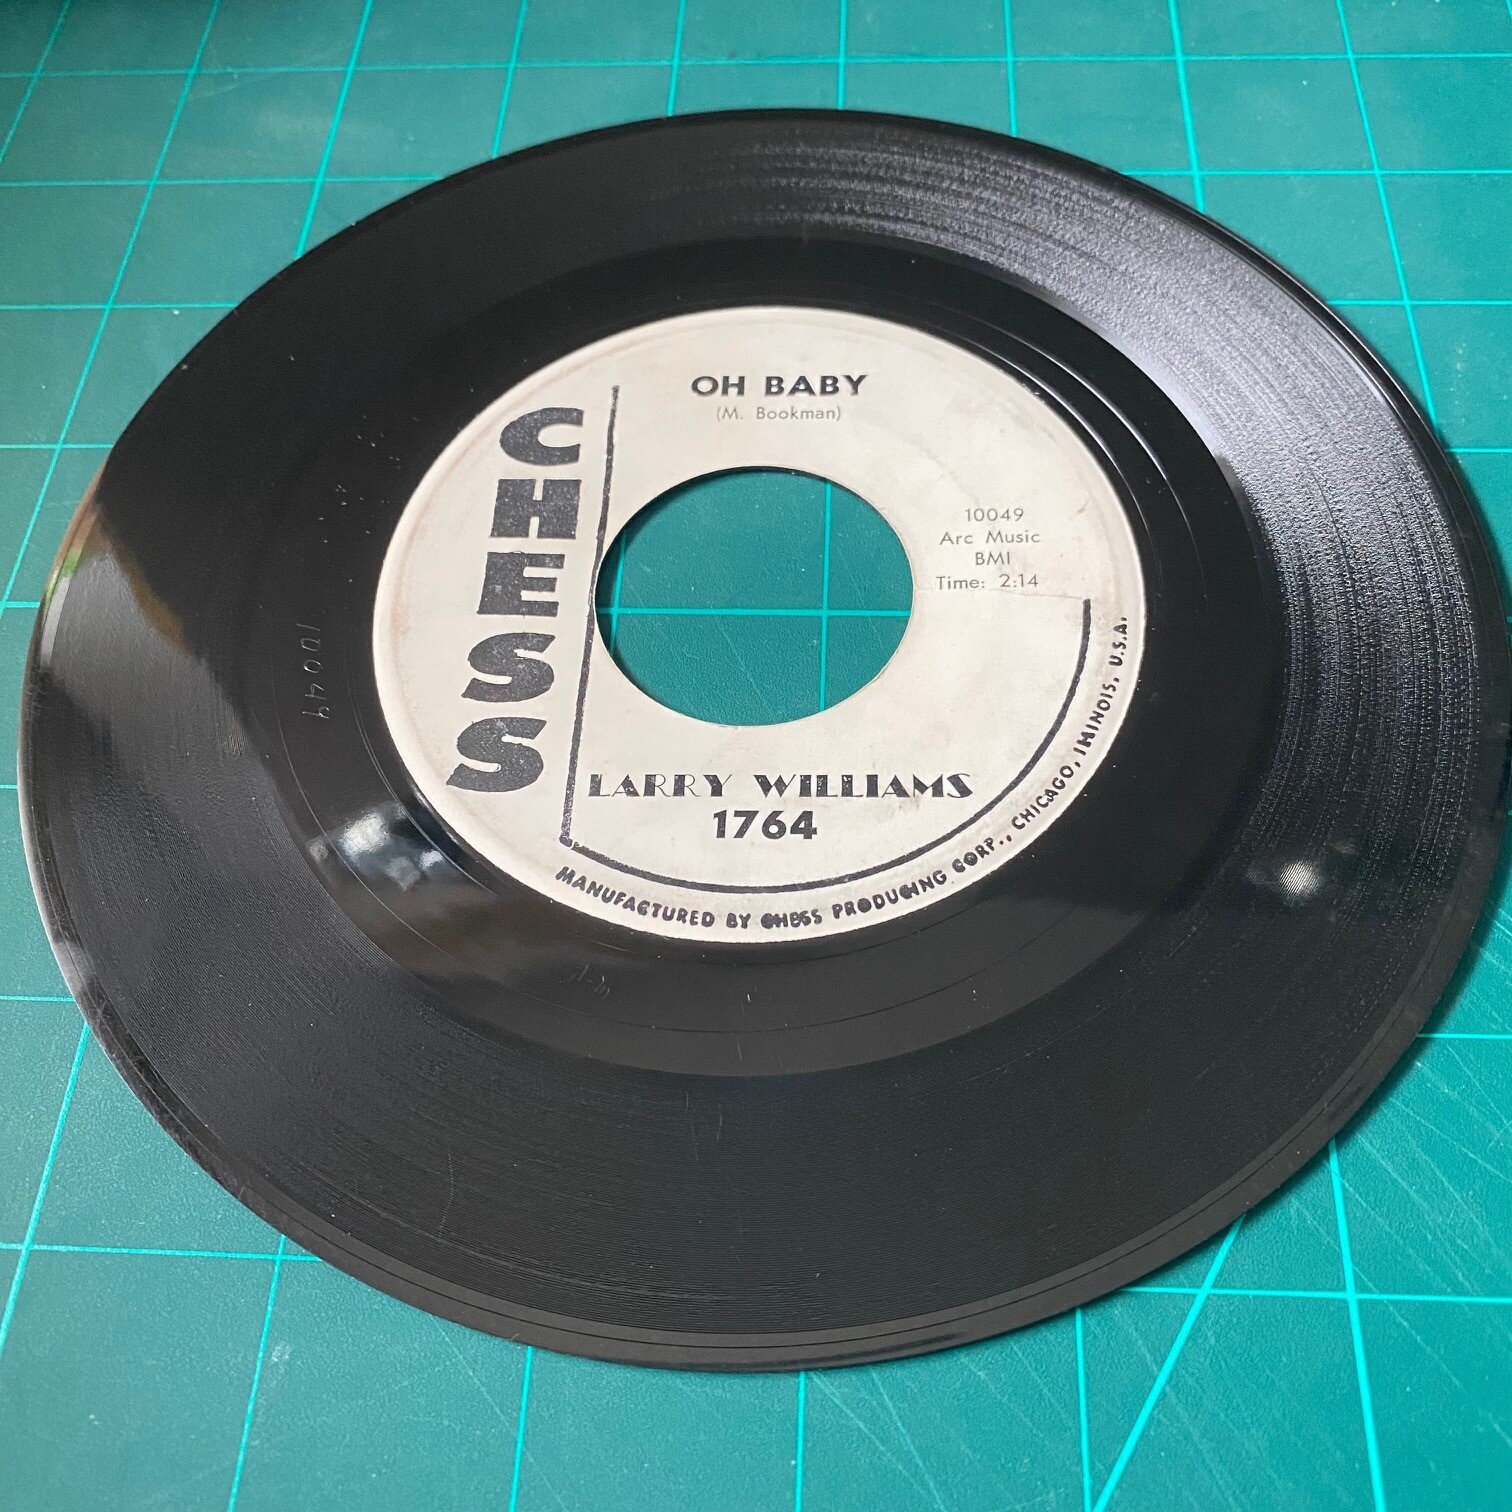 OH BABY
(M. Bookman)
CHESS
10049
Arc Music
BMI
Time: 2:14
LARRY WILLIAMS
1764
MANUFACTURED BY CHESS PRODUCING CORP., CHICAGO, ILLINOIS, U.S.A.
10049